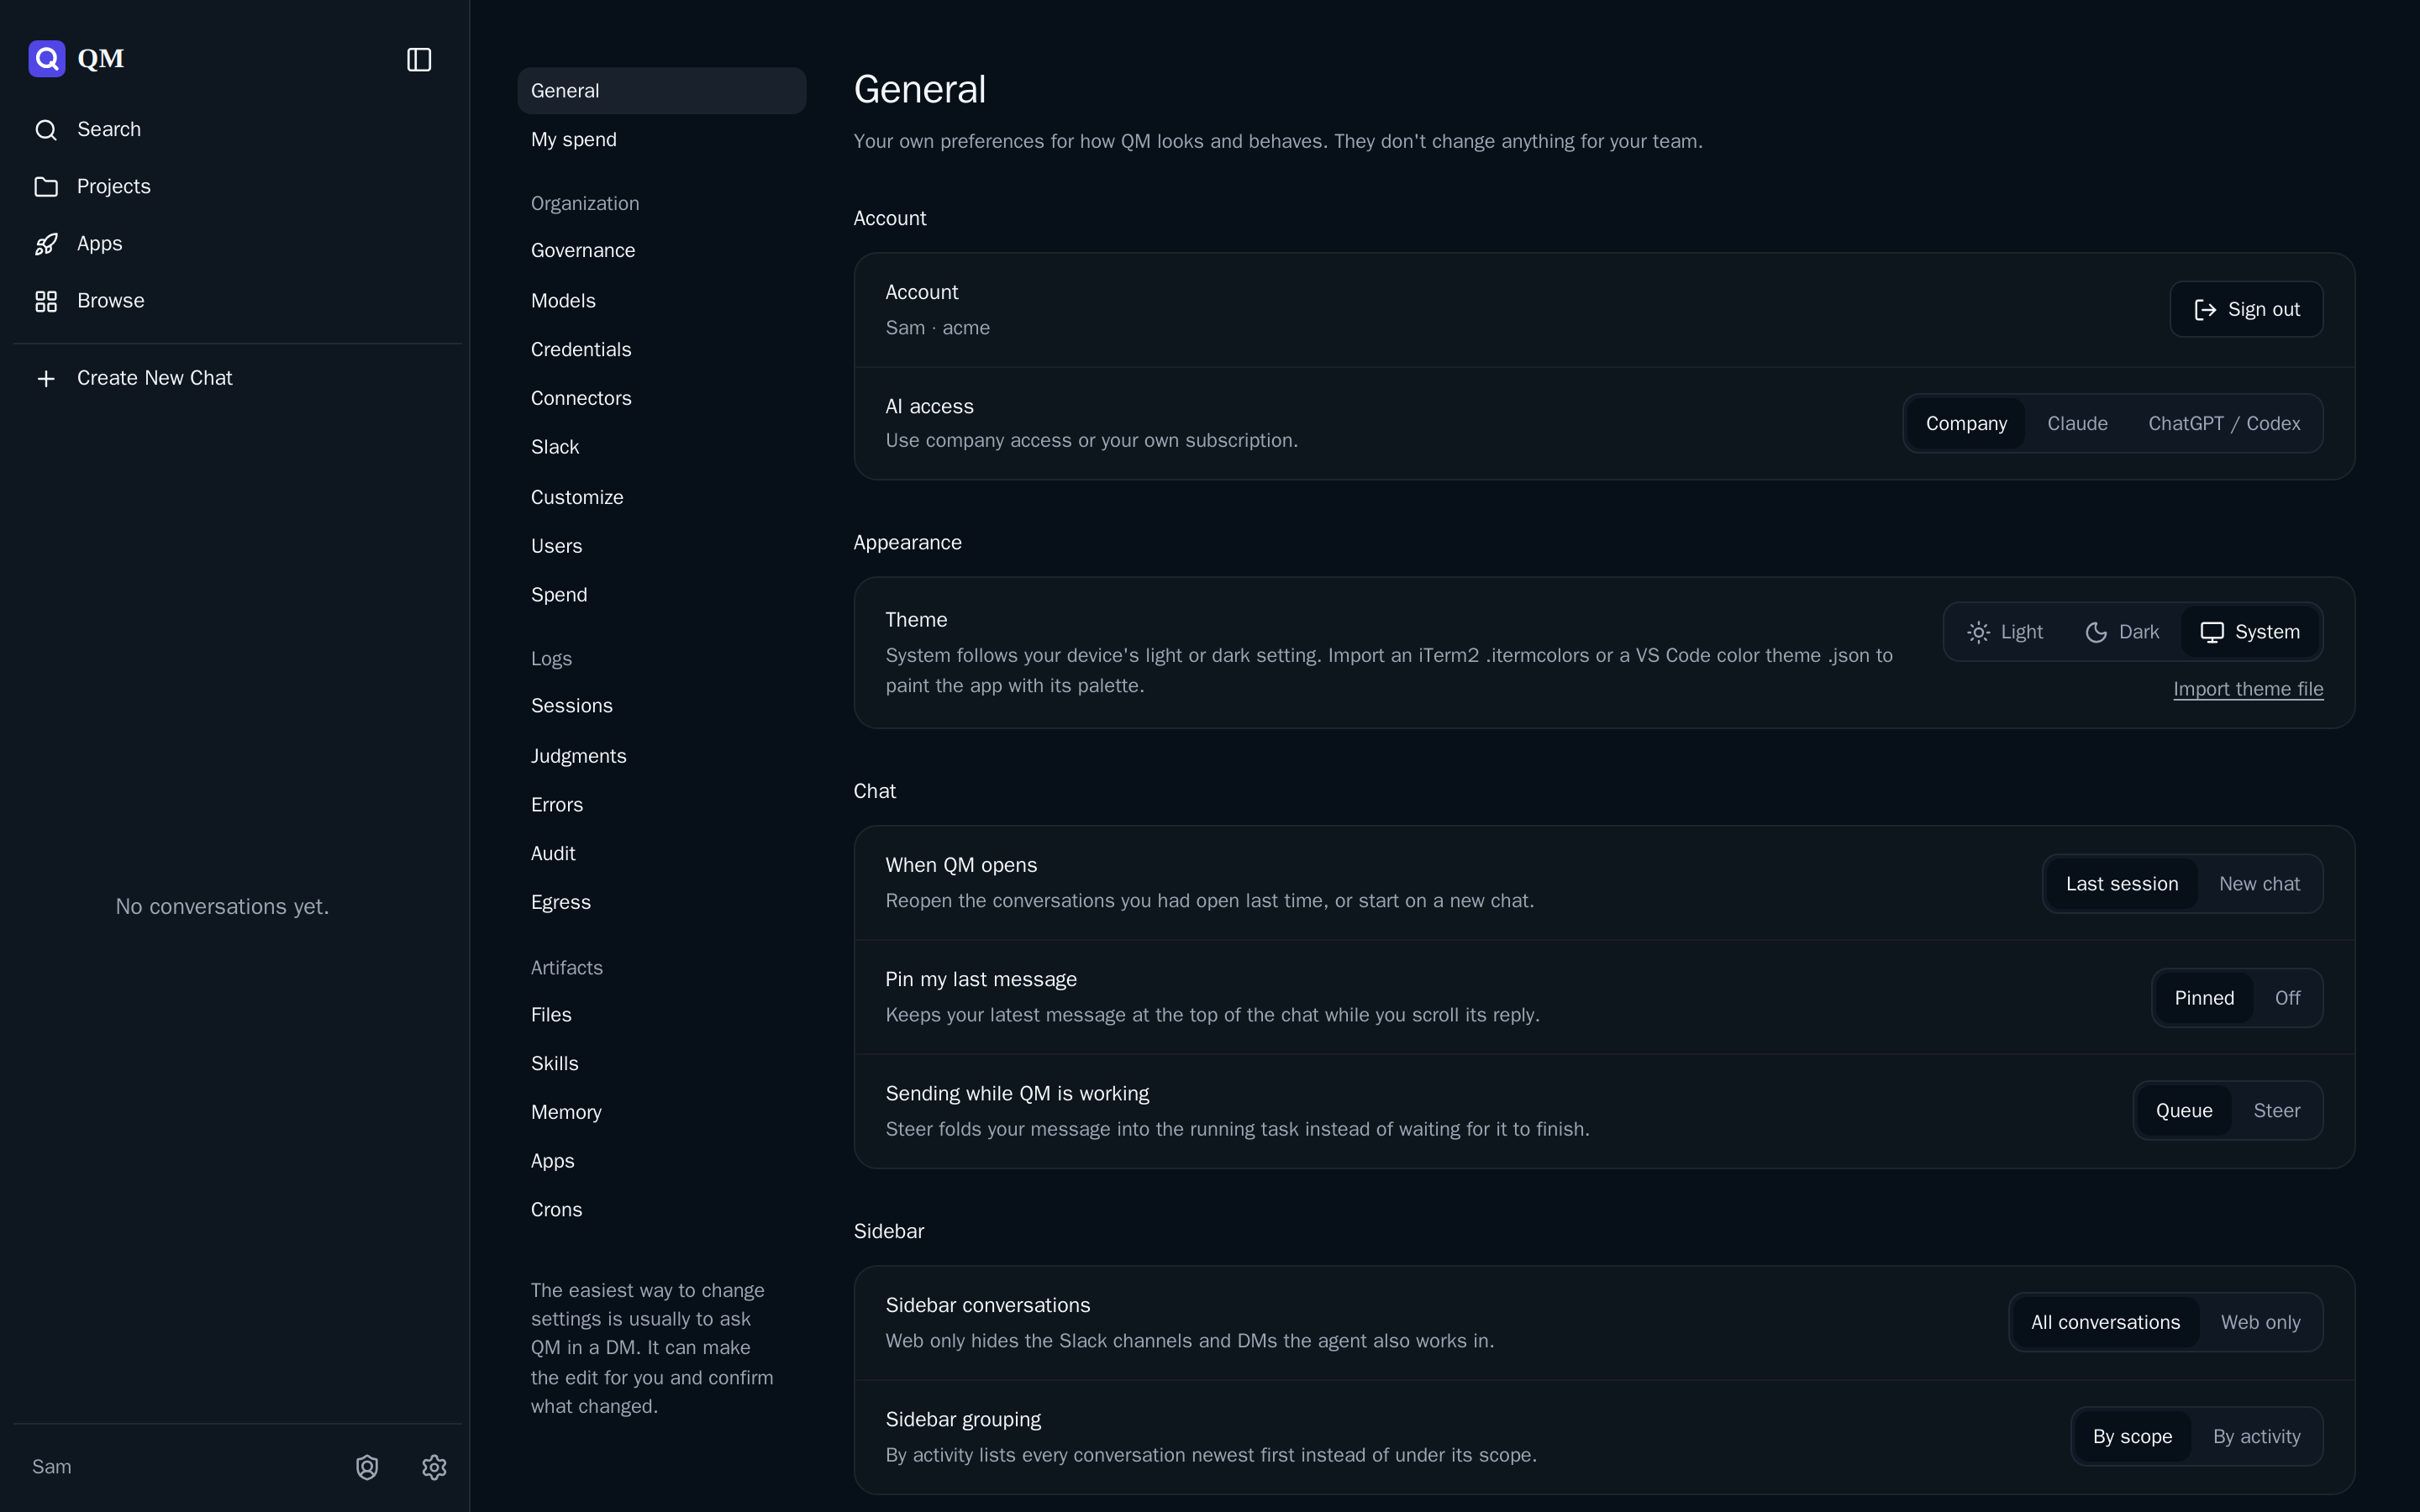 QM
Search
Projects
Apps
Browse
Create New Chat
No conversations yet.
Sam
General
My spend
Organization
Governance
Models
Credentials
Connectors
Slack
Customize
Users
Spend
Logs
Sessions
Judgments
Errors
Audit
Egress
Artifacts
Files
Skills
Memory
Apps
Crons
The easiest way to change
settings is usually to ask
QM in a DM. It can make
the edit for you and confirm
what changed.
General
Your own preferences for how QM looks and behaves. They don't change anything for your team.
Account
Account
Sam · acme
Sign out
AI access
Use company access or your own subscription.
Company Claude ChatGPT / Codex
Appearance
Theme
System follows your device's light or dark setting. Import an iTerm2 .itermcolors or a VS Code color theme .json to
paint the app with its palette.
Light Dark System
Import theme file
Chat
When QM opens
Reopen the conversations you had open last time, or start on a new chat.
Last session New chat
Pin my last message
Keeps your latest message at the top of the chat while you scroll its reply.
Pinned Off
Sending while QM is working
Steer folds your message into the running task instead of waiting for it to finish.
Queue Steer
Sidebar
Sidebar conversations
Web only hides the Slack channels and DMs the agent also works in.
All conversations Web only
Sidebar grouping
By activity lists every conversation newest first instead of under its scope.
By scope By activity